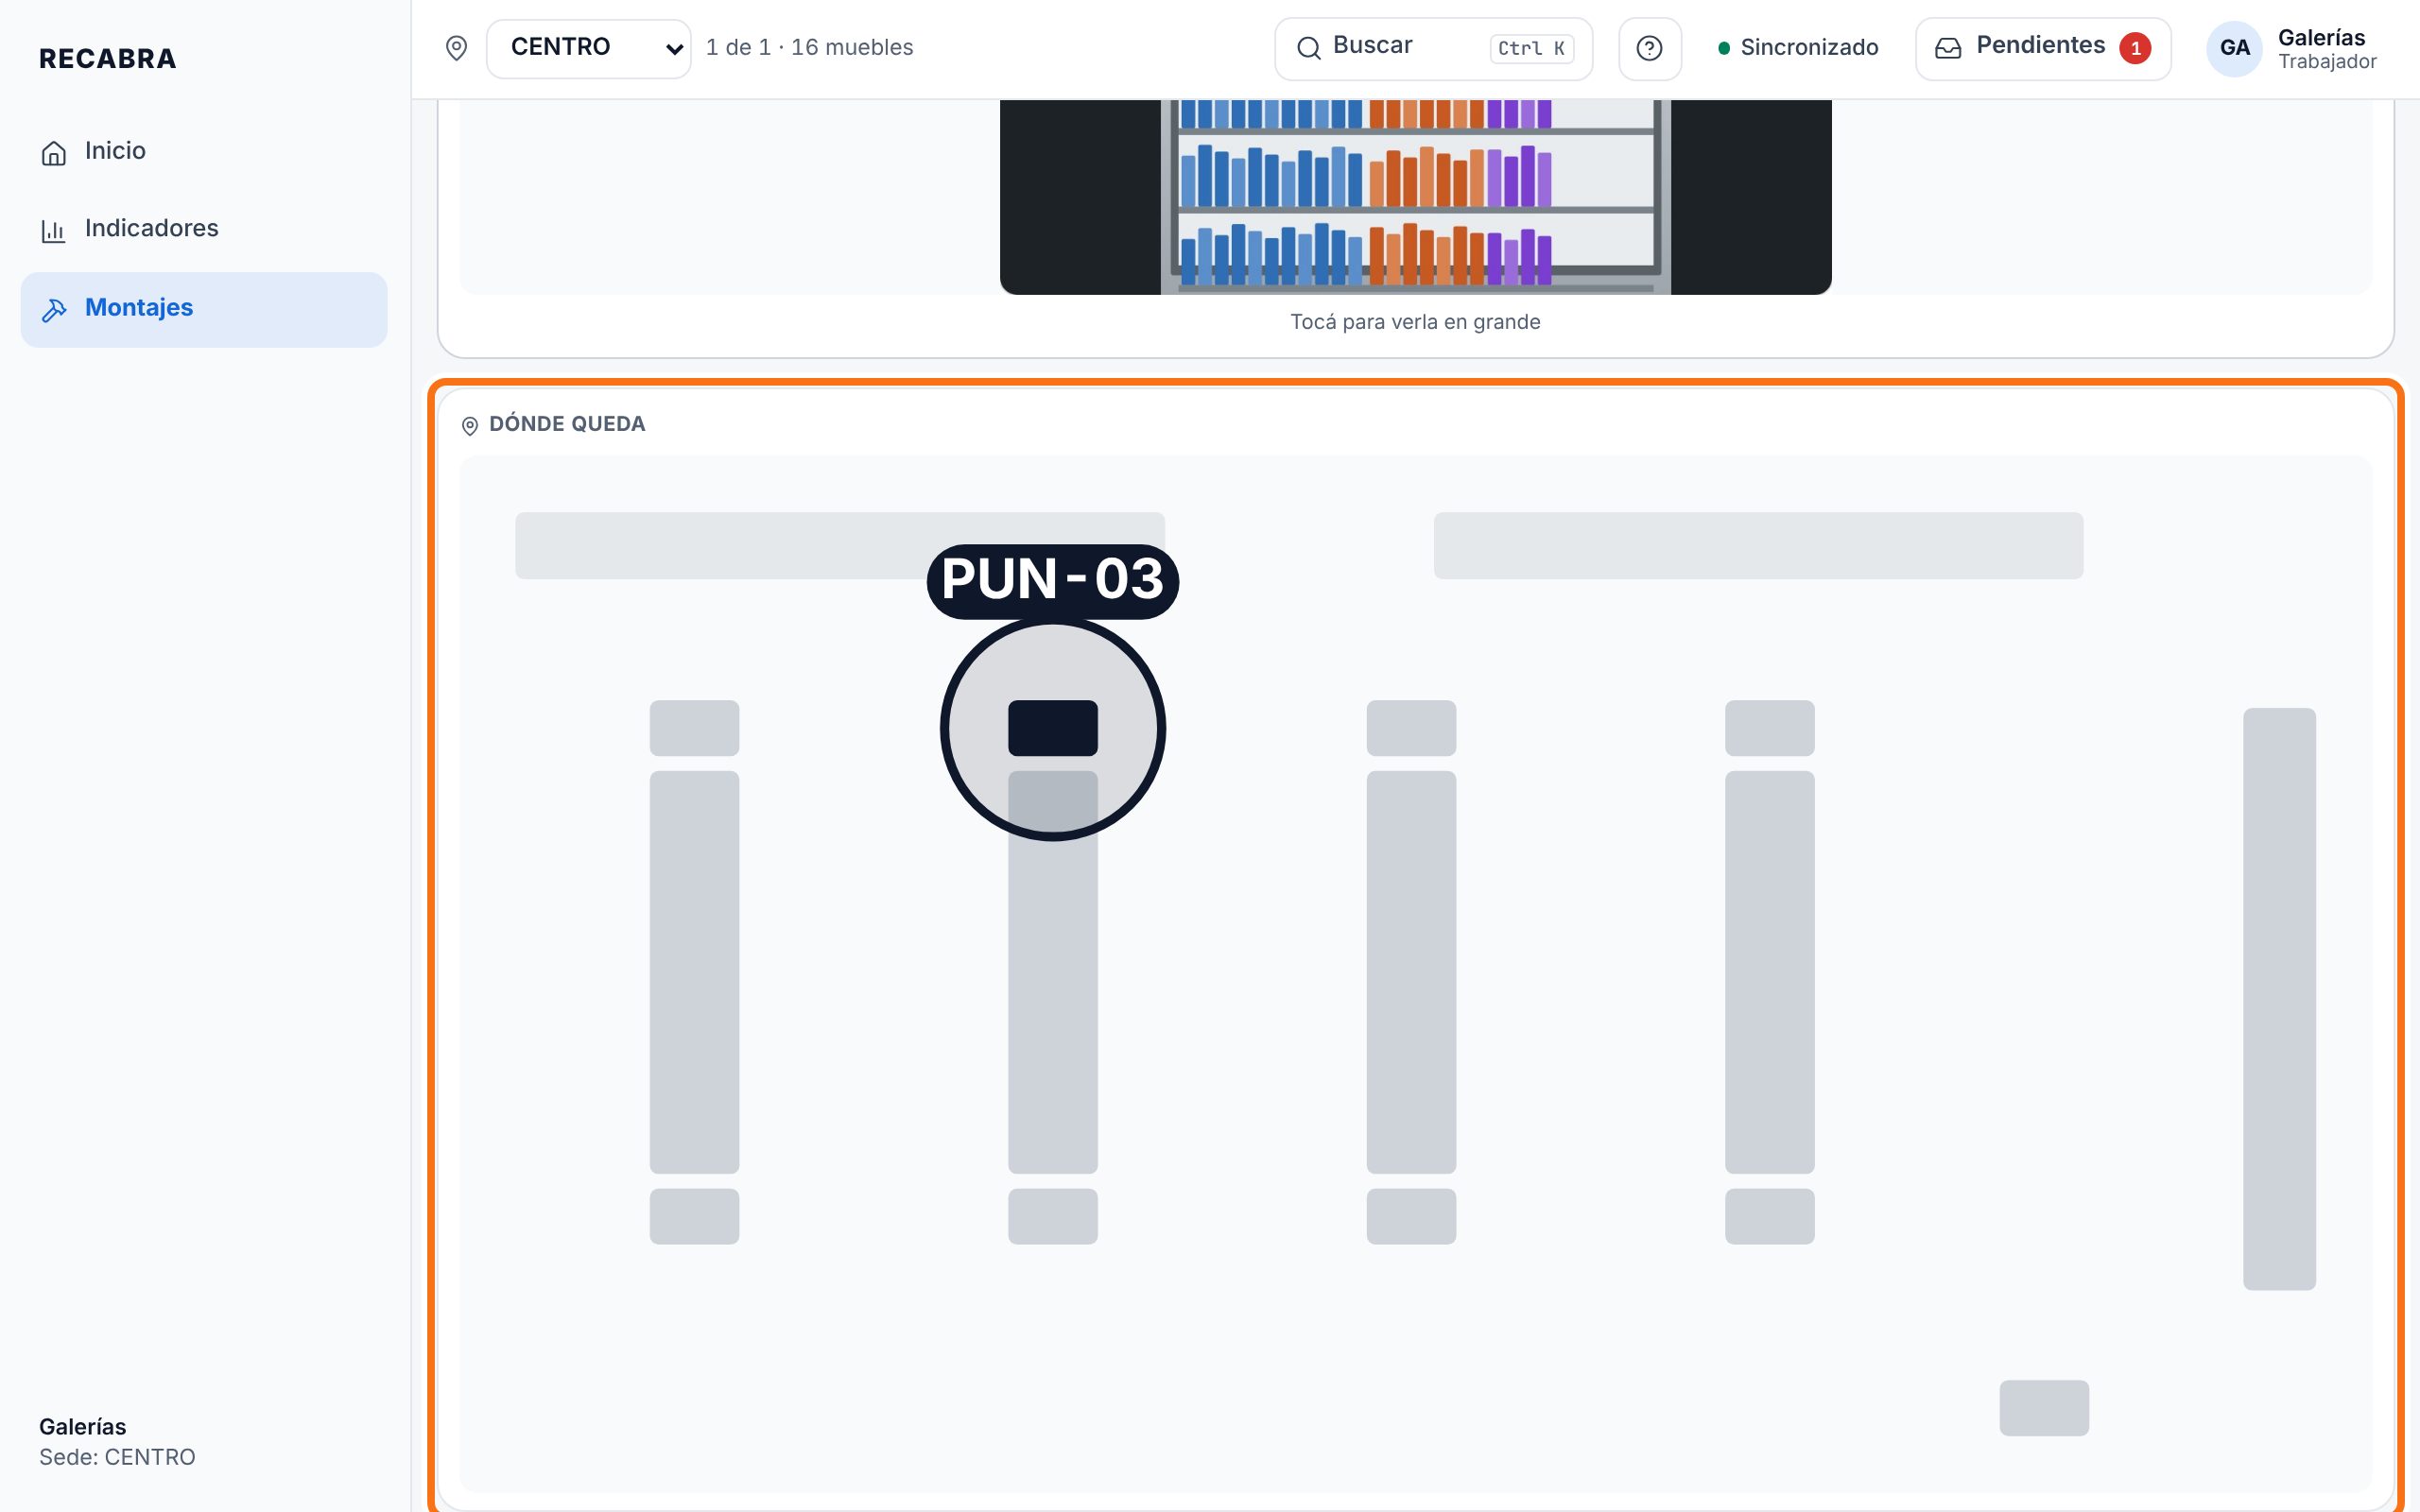 RECABRA
CENTRO
1 de 1 · 16 muebles
Buscar
Ctrl K
Sincronizado
Pendientes
1
GA
Galerías
Trabajador
Inicio
Indicadores
Montajes
Tocá para verla en grande
DÓNDE QUEDA
PUN-03
Galerías
Sede: CENTRO